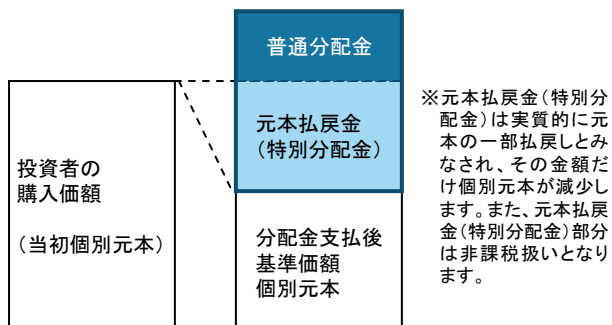 普通分配金
元本払戻金
（特別分配金）
投資者の
購入価額
（当初個別元本）
分配金支払後
基準価額
個別元本
※元本払戻金（特別分
配金）は実質的に元
本の一部払戻しとみ
なされ、その金額だ
け個別元本が減少し
ます。また、元本払戻
金（特別分配金）部分
は非課税扱いとなり
ます。